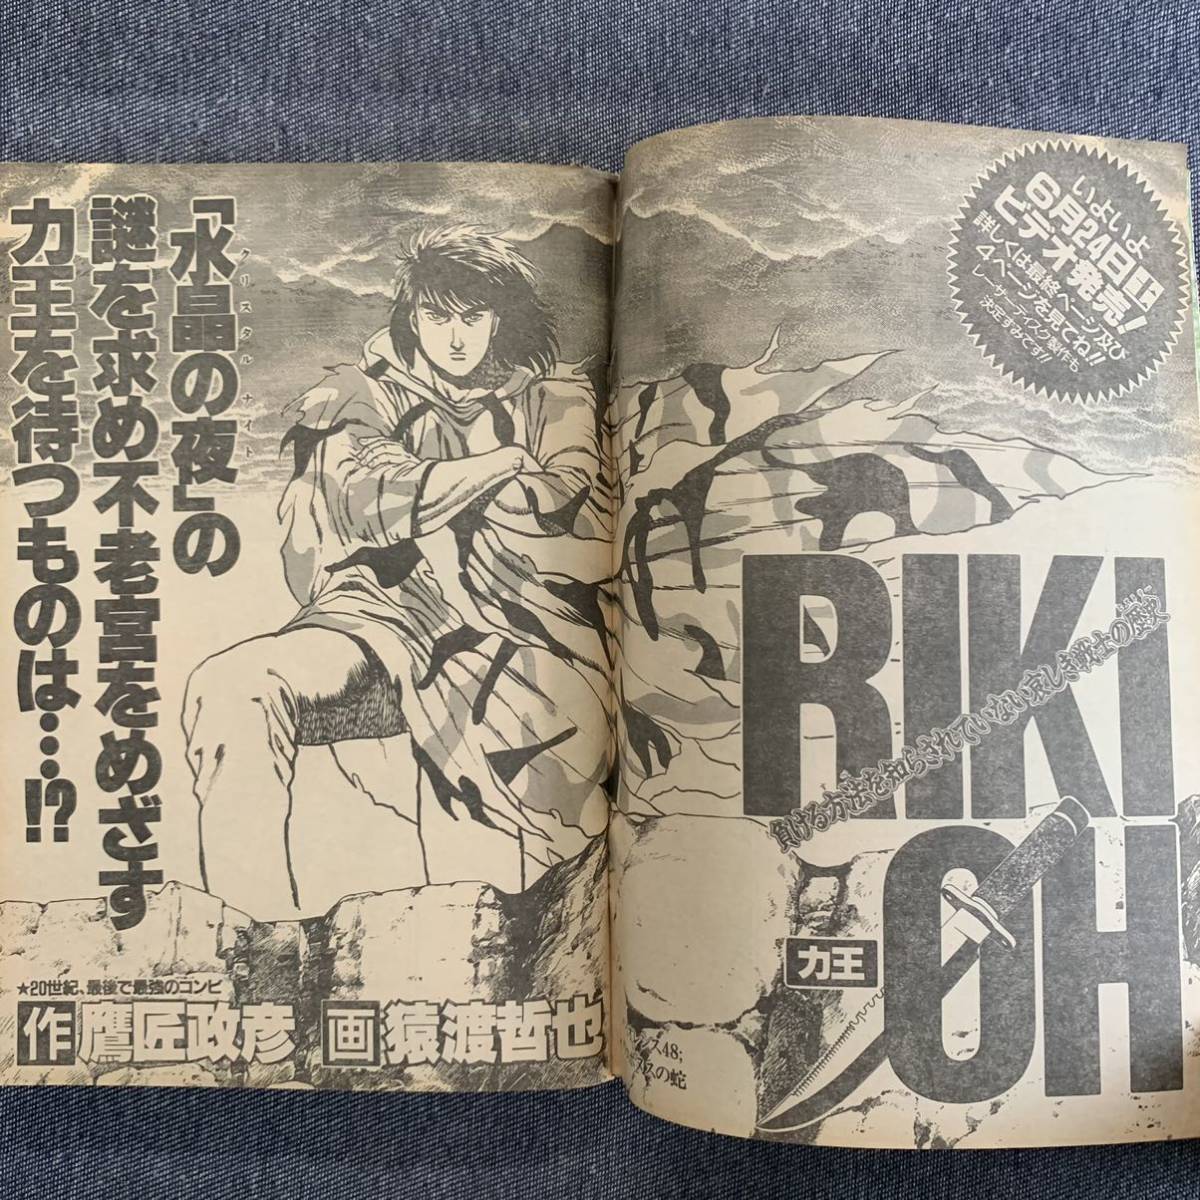 いよいよ
6月24日
ビデオ発売!
詳しくは最終ページ及び
4ページを見てね!!
レーザーディスク製作も
決定ずみです!!
RIKI
負ける方法を知らされていない哀しき戦士の歴史
OH
力王
48;
の蛇
「水晶の夜」の
クリスタル ナイト
謎を求め不老宮をめざす
力王を待つものは…!?
★20世紀、最後で最強のコンビ
作 鷹匠政彦 画 猿渡哲也